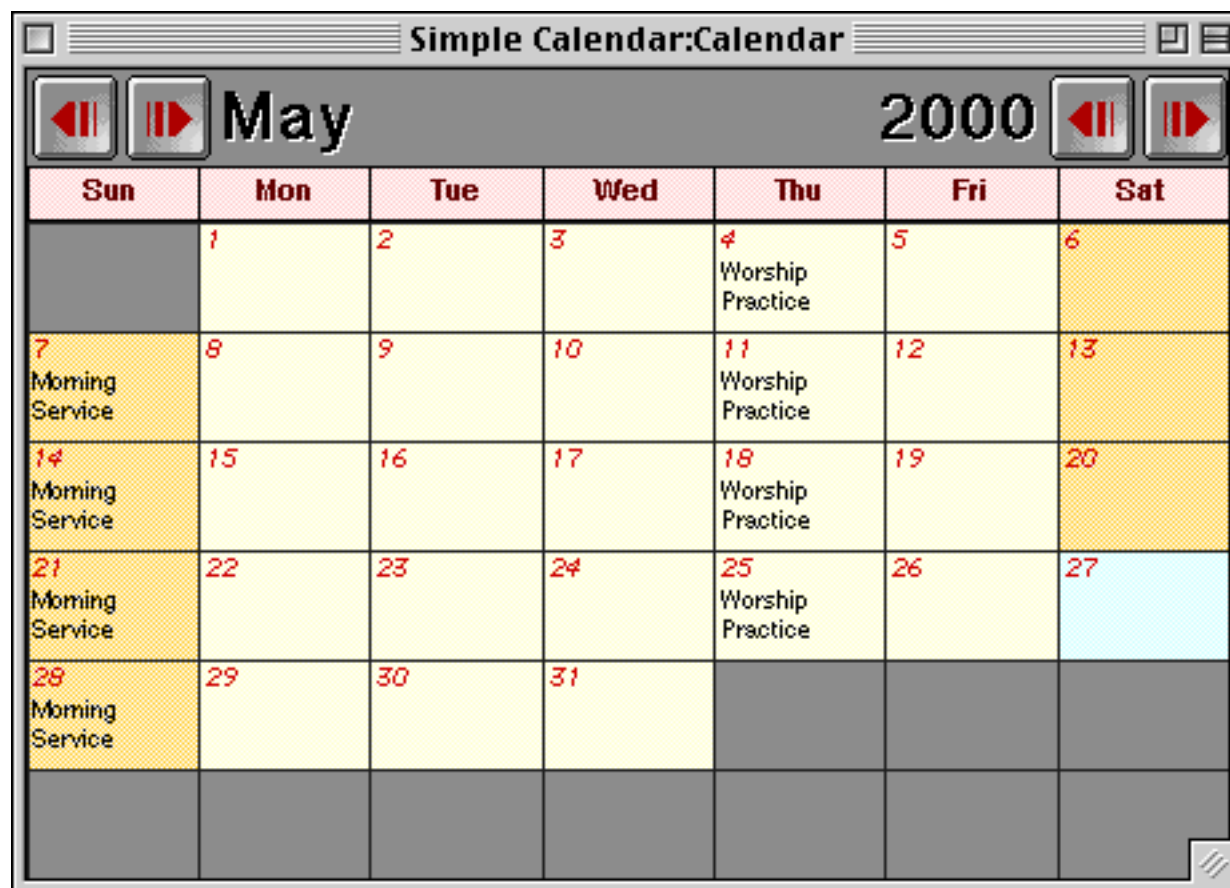 Simple Calendar:Calendar
May 2000
Sun Mon Tue Wed Thu Fri Sat
1 2 3 4 5 6
Worship
Practice
7 8 9 10 11 12 13
Morning Worship
Service Practice
14 15 16 17 18 19 20
Morning Worship
Service Practice
21 22 23 24 25 26 27
Morning Worship
Service Practice
28 29 30 31
Morning
Service